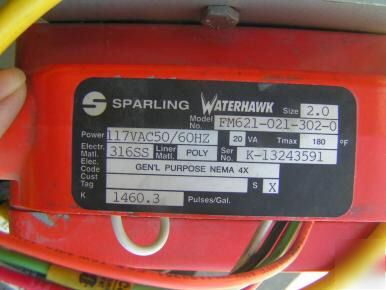 SPARLING WATERHAWK Size 2.0
Model No. FM621-021-302-0
Power 117VAC50/60HZ 20 VA Tmax 180 °F
Electr. Matl. 316SS Liner Matl. POLY Ser No. K-13243591
Elec. Code GEN'L PURPOSE NEMA 4X
Cust Tag S X
K 1460.3 Pulses/Gal.